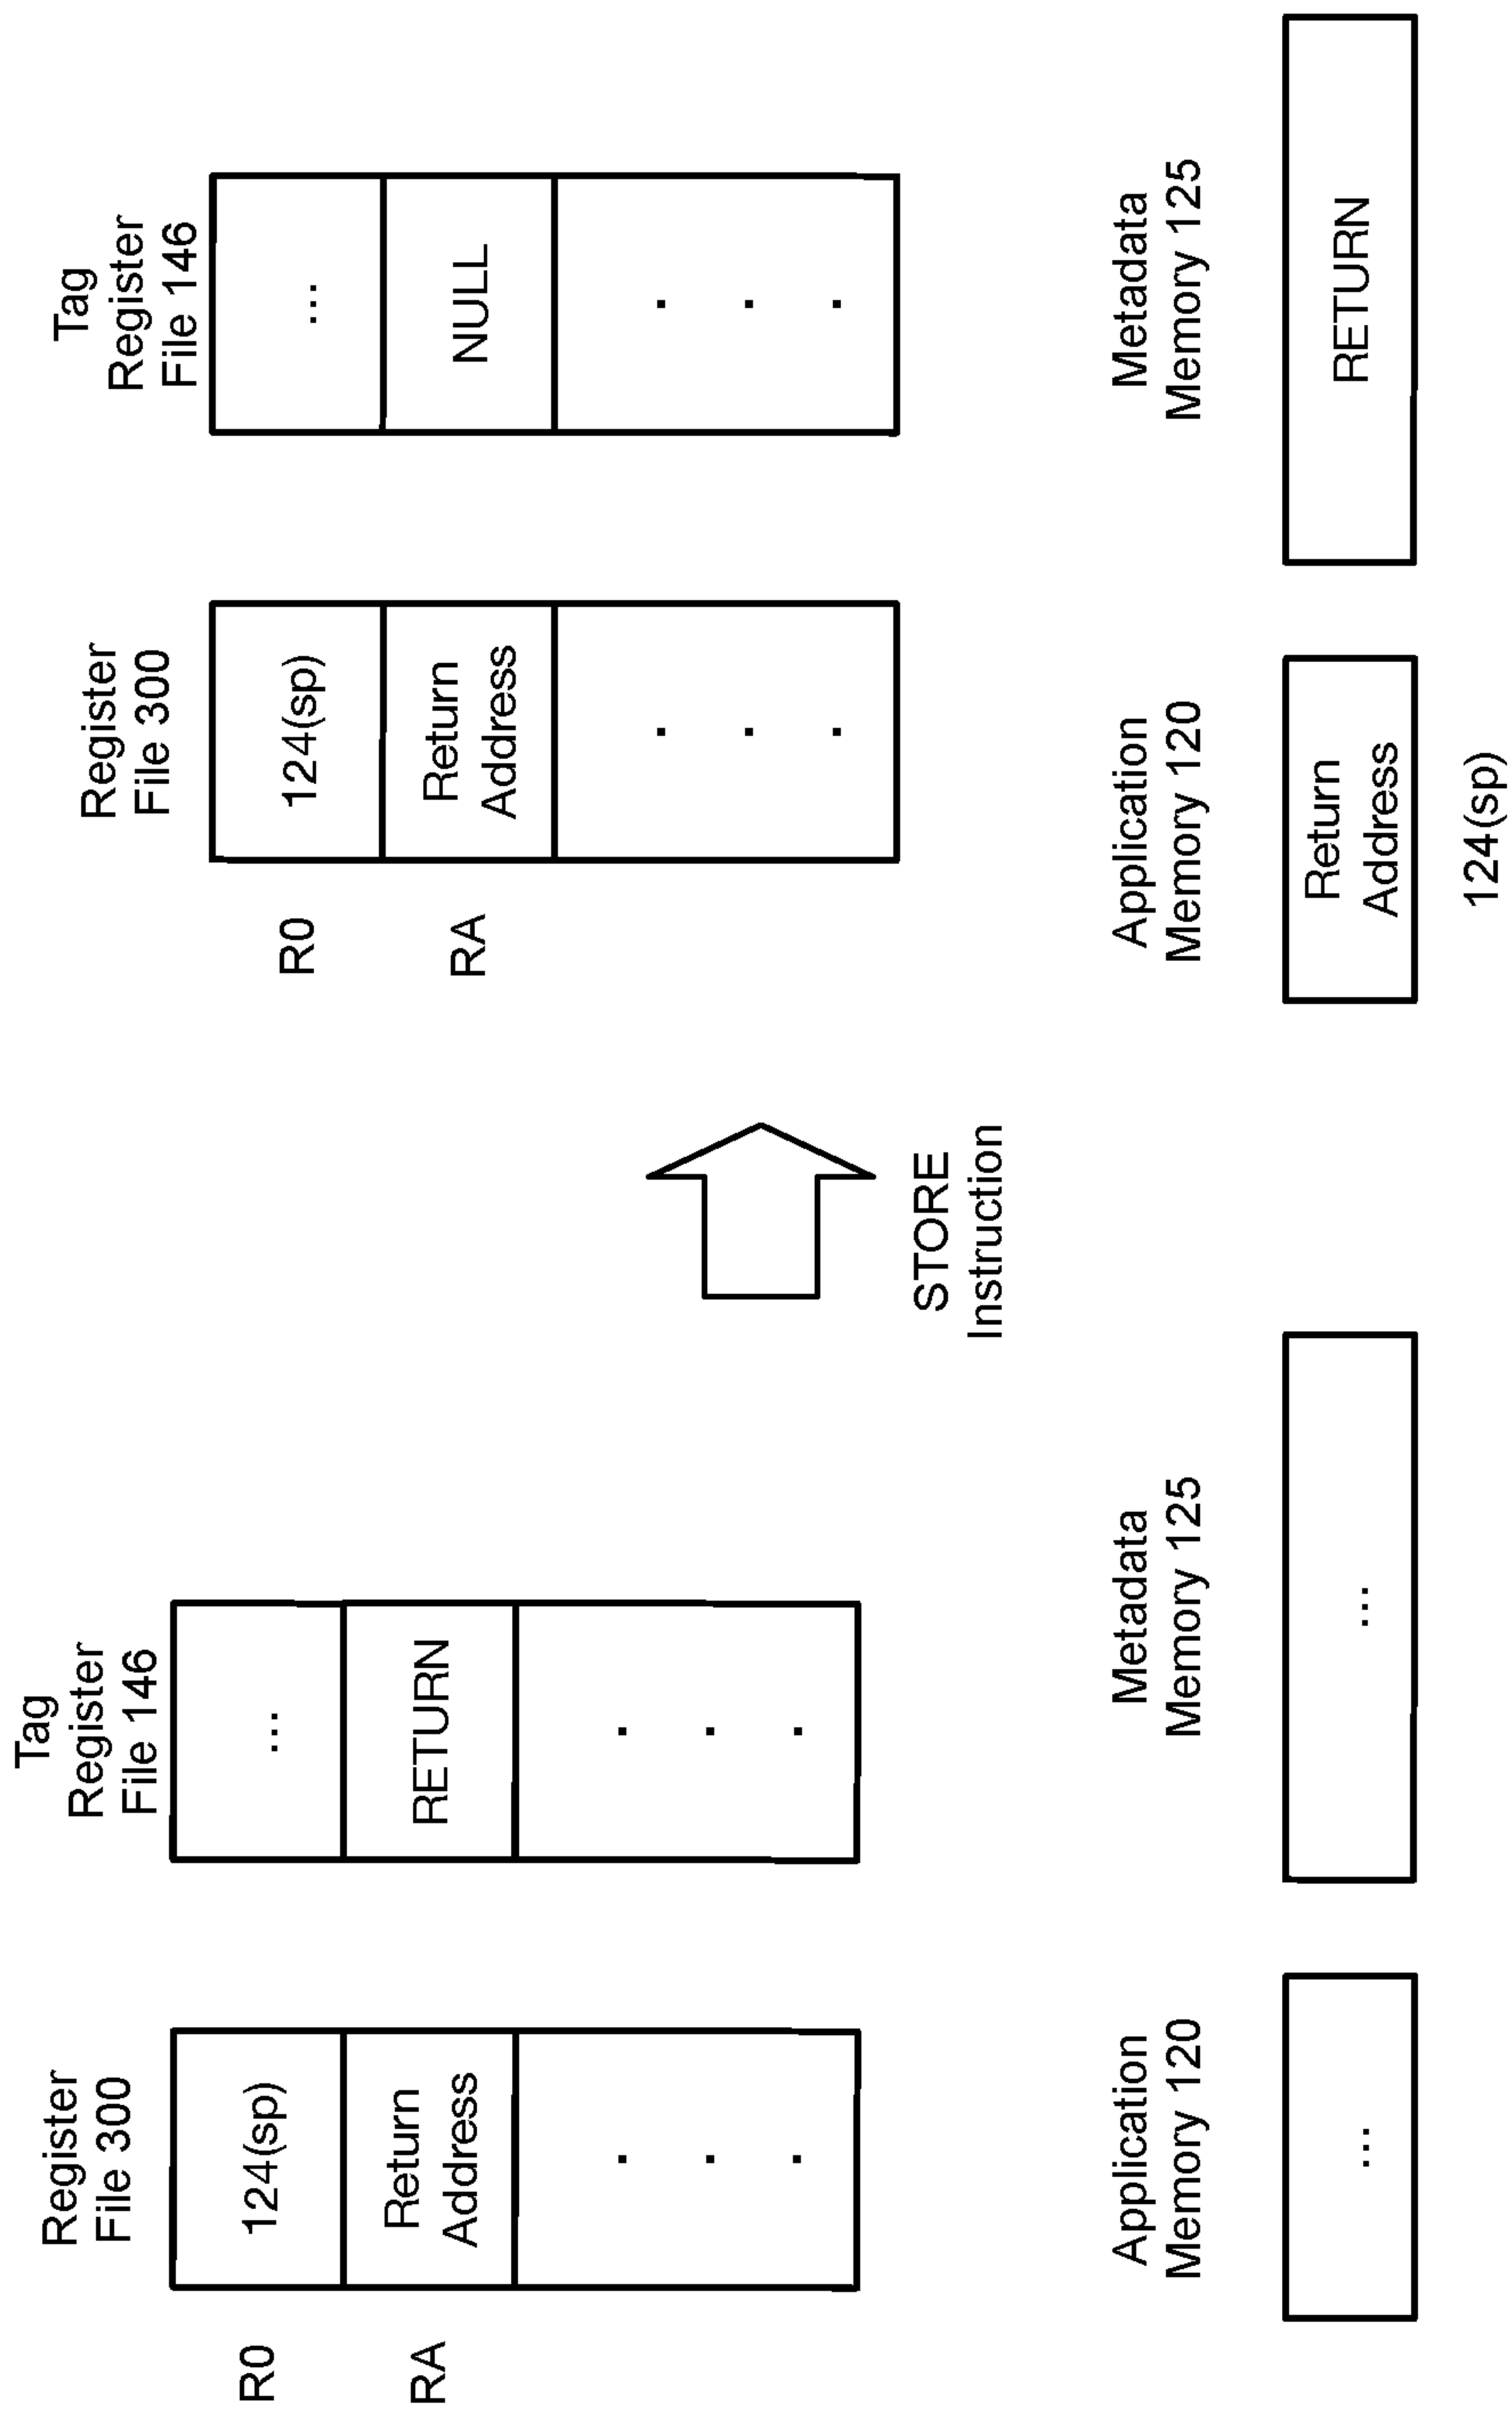 Register
File 300
Tag
Register
File 146
R0
124(sp)
...
RA
Return
Address
RETURN
.
.
.
.
.
.
Application
Memory 120
Metadata
Memory 125
...
...
STORE
Instruction
Register
File 300
Tag
Register
File 146
R0
124(sp)
...
RA
Return
Address
NULL
.
.
.
.
.
.
Application
Memory 120
Metadata
Memory 125
Return
Address
RETURN
124(sp)